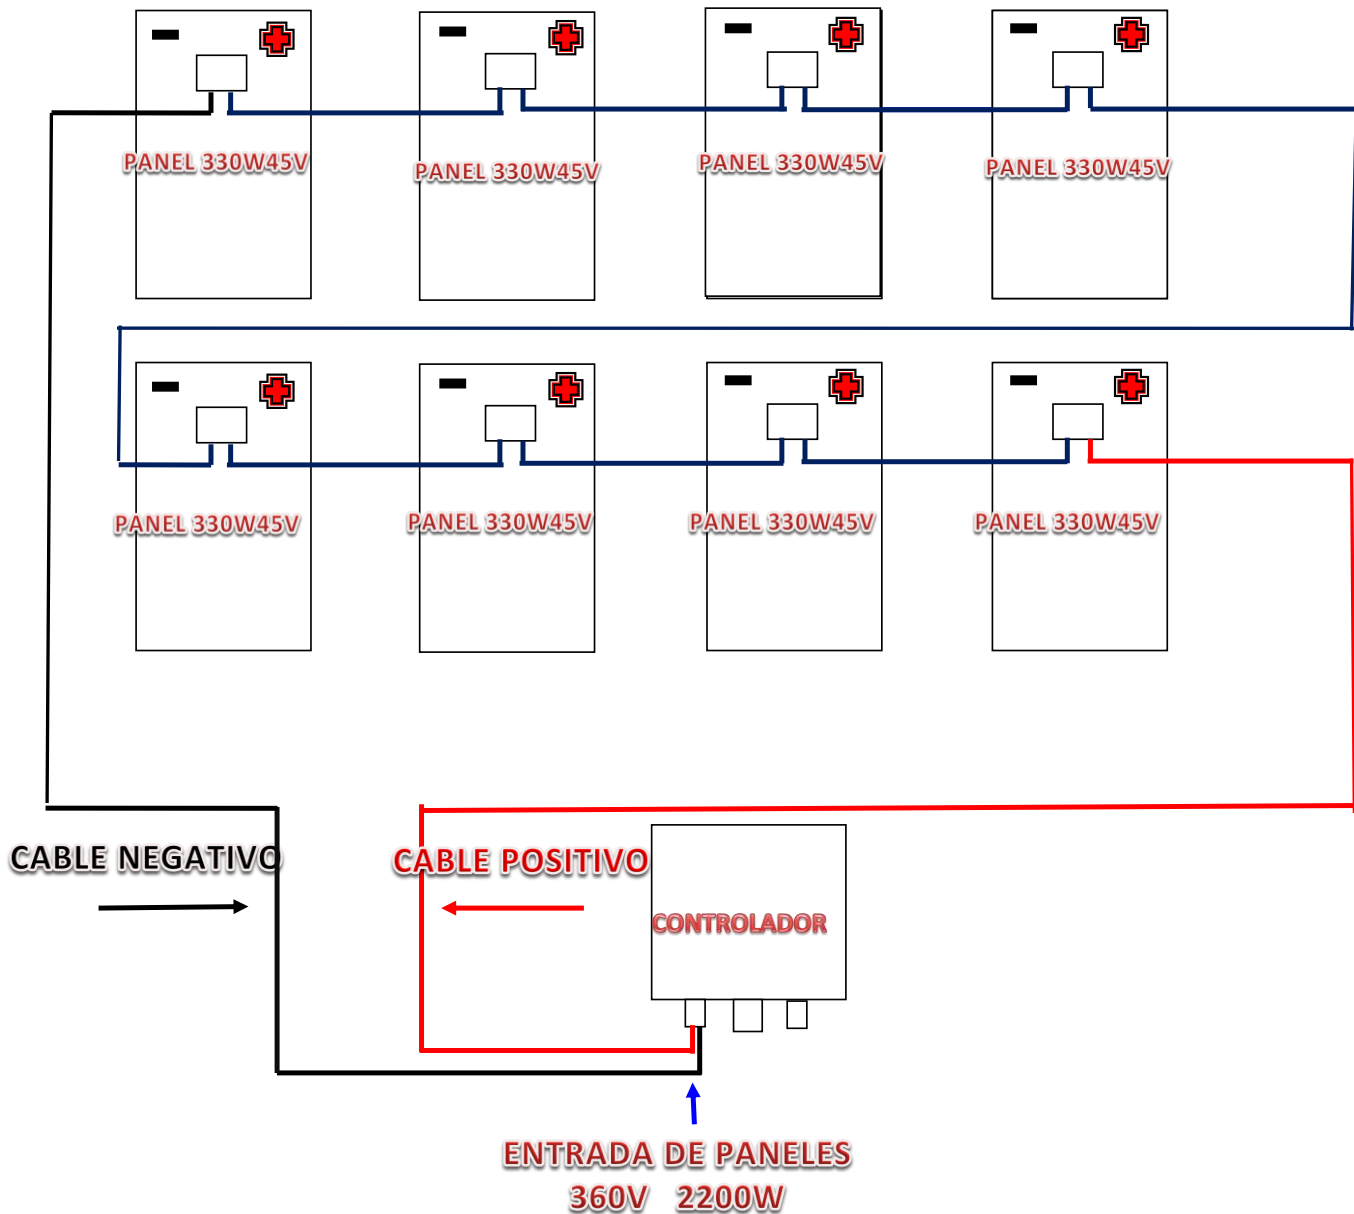 PANEL 330W45V
PANEL 330W45V
PANEL 330W45V
PANEL 330W45V
PANEL 330W45V
PANEL 330W45V
PANEL 330W45V
PANEL 330W45V
CABLE NEGATIVO
CABLE POSITIVO
CONTROLADOR
ENTRADA DE PANELES
360V 2200W